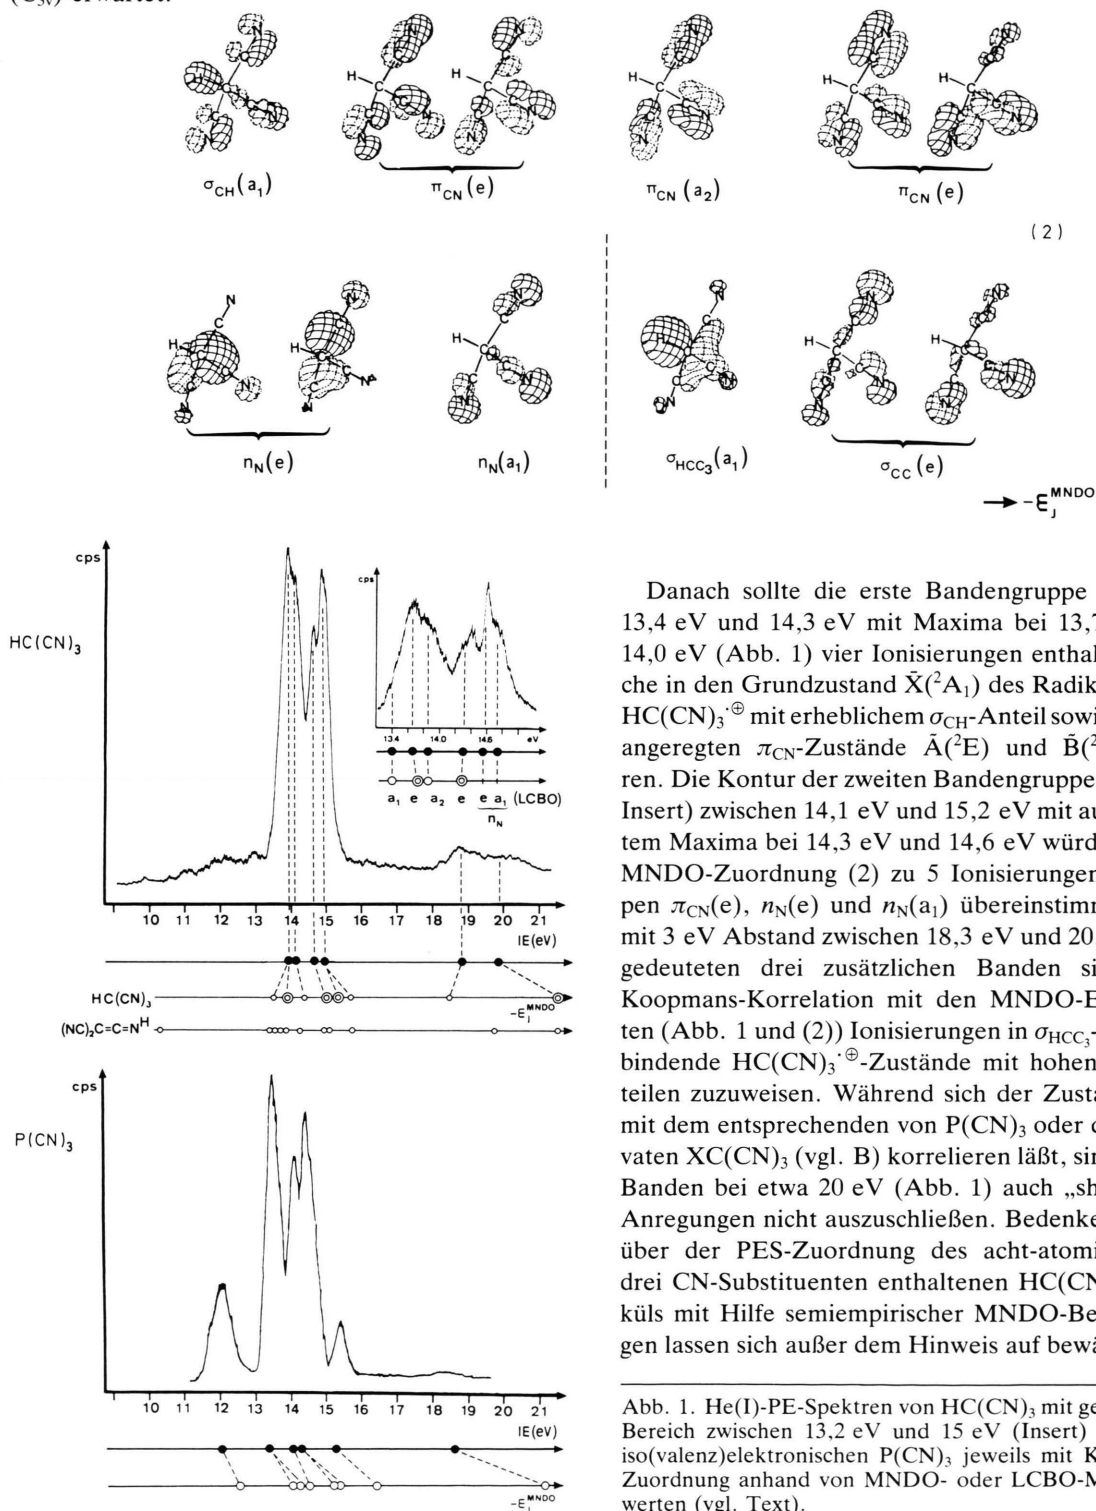 (C₃ᵥ) erwartet.
H C C N C N C N
H C C N C N C N
H C C N C N C N
H C C N C N C N
H C C N C N C N
H C C N C N C N
σCH(a₁)
πCN(e)
πCN(a₂)
πCN(e)
(2)
H C C N C N C N
H C C N C N C N
H C C N C N C N
H C C N C N C N
H C C N C N C N
H C C N C N C N
nN(e)
nN(a₁)
σHCC₃(a₁)
σCC(e)
→ -εJ MNDO
cps
HC(CN)₃
cps
13.4 14.0 14.6 eV
a₁ e a₂ e e a₁ (LCBO)
nN
10 11 12 13 14 15 16 17 18 19 20 21
IE(eV)
HC(CN)₃
-εJ MNDO
(NC)₂C=C=N H
cps
P(CN)₃
10 11 12 13 14 15 16 17 18 19 20 21
IE(eV)
-εJ MNDO
Danach sollte die erste Bandengruppe
13,4 eV und 14,3 eV mit Maxima bei 13,7
14,0 eV (Abb. 1) vier Ionisierungen enthal
che in den Grundzustand X̃(²A₁) des Radik
HC(CN)₃·⊕ mit erheblichem σCH-Anteil sowi
angeregten πCN-Zustände Ã(²E) und B̃(²
ren. Die Kontur der zweiten Bandengruppe
Insert) zwischen 14,1 eV und 15,2 eV mit au
tem Maxima bei 14,3 eV und 14,6 eV würd
MNDO-Zuordnung (2) zu 5 Ionisierungen
pen πCN(e), nN(e) und nN(a₁) übereinstimm
mit 3 eV Abstand zwischen 18,3 eV und 20,
gedeuteten drei zusätzlichen Banden si
Koopmans-Korrelation mit den MNDO-E
ten (Abb. 1 und (2)) Ionisierungen in σHCC₃-
bindende HC(CN)₃·⊕-Zustände mit hohen
teilen zuzuweisen. Während sich der Zusta
mit dem entsprechenden von P(CN)₃ oder d
vaten XC(CN)₃ (vgl. B) korrelieren läßt, sin
Banden bei etwa 20 eV (Abb. 1) auch „sh
Anregungen nicht auszuschließen. Bedenke
über der PES-Zuordnung des acht-atomi
drei CN-Substituenten enthaltenen HC(CN
küls mit Hilfe semiempirischer MNDO-Be
gen lassen sich außer dem Hinweis auf bewä
Abb. 1. He(I)-PE-Spektren von HC(CN)₃ mit ge
Bereich zwischen 13,2 eV und 15 eV (Insert)
iso(valenz)elektronischen P(CN)₃ jeweils mit K
Zuordnung anhand von MNDO- oder LCBO-M
werten (vgl. Text).